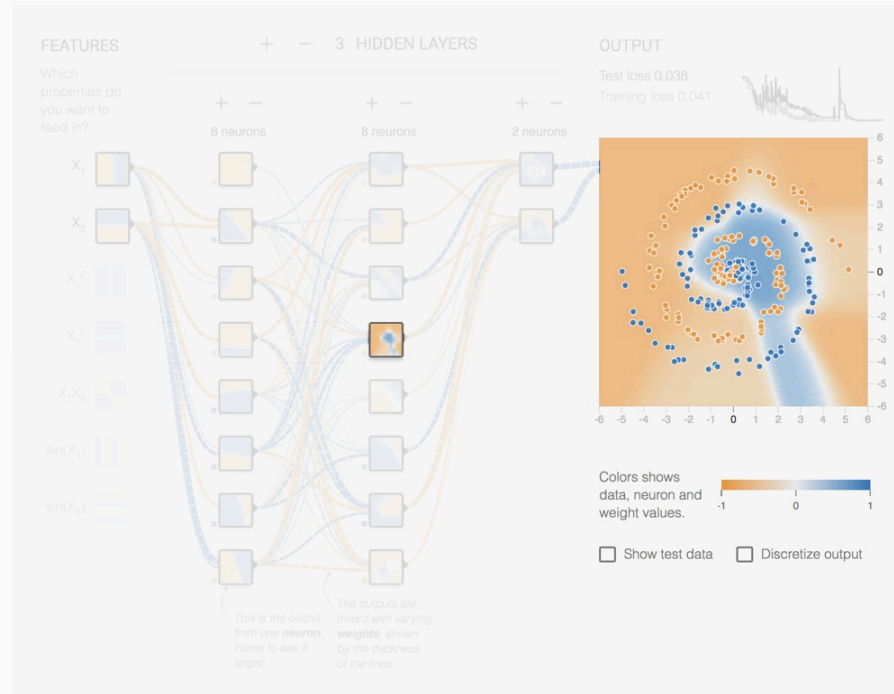 FEATURES
+ − 3 HIDDEN LAYERS
OUTPUT
Which
properties do
you want to
feed in?
Test loss 0.038
Training loss 0.041
+ −
+ −
+ −
8 neurons
8 neurons
2 neurons
X₁
X₂
X₁²
X₂²
X₁X₂
sin(X₁)
sin(X₂)
This is the output
from one neuron.
Hover to see it
larger.
The outputs are
mixed with varying
weights, shown
by the thickness
of the lines.
6
5
4
3
2
1
0
-1
-2
-3
-4
-5
-6
-6 -5 -4 -3 -2 -1 0 1 2 3 4 5 6
Colors shows
data, neuron and
weight values.
-1 0 1
Show test data
Discretize output